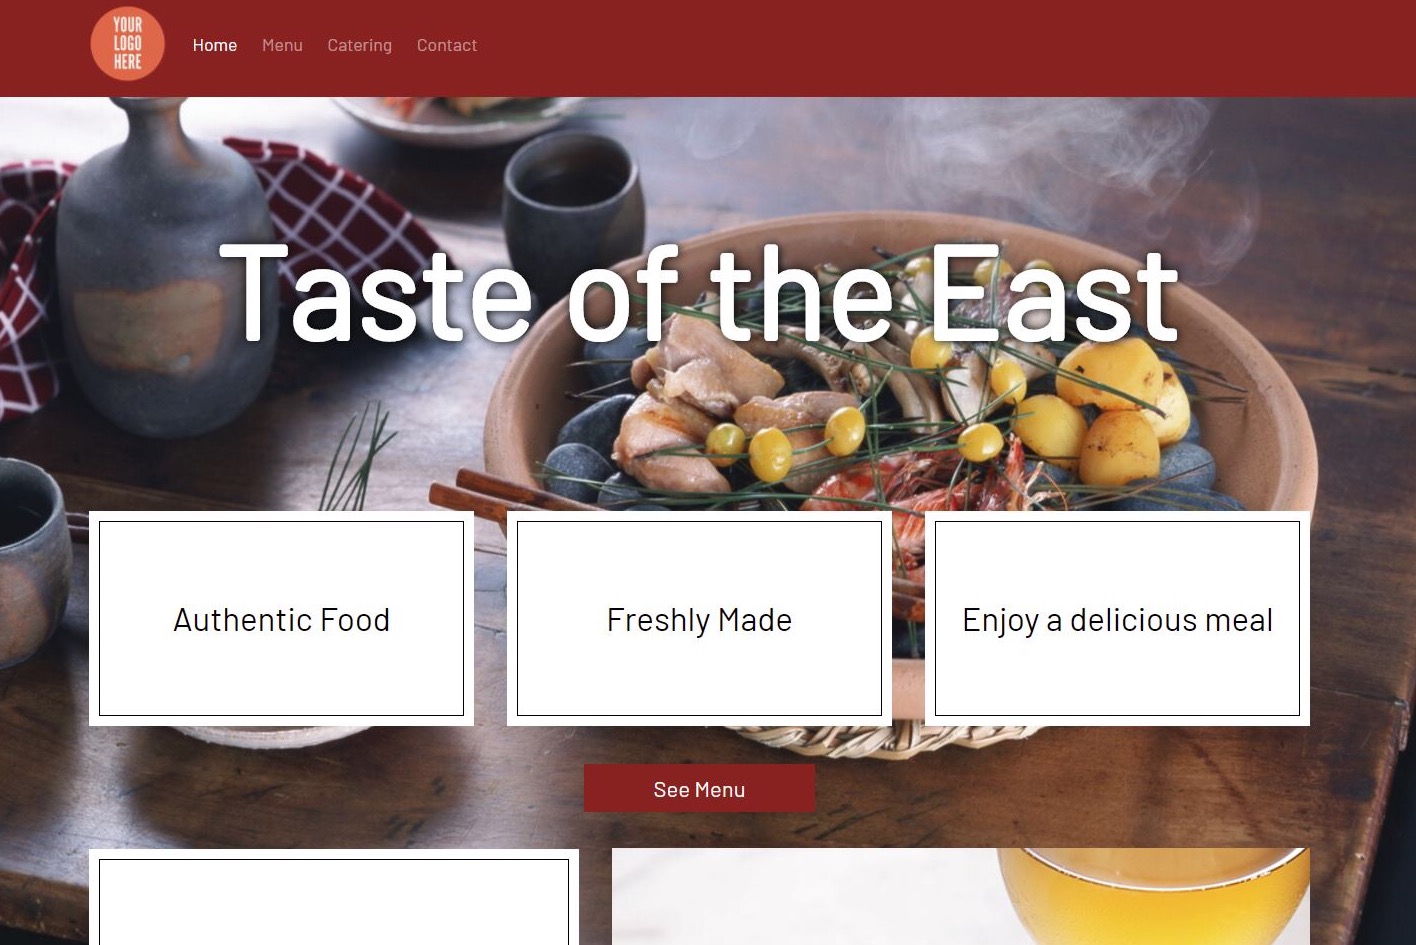 YOUR
LOGO
HERE
Home Menu Catering Contact
Taste of the East
Authentic Food
Freshly Made
Enjoy a delicious meal
See Menu